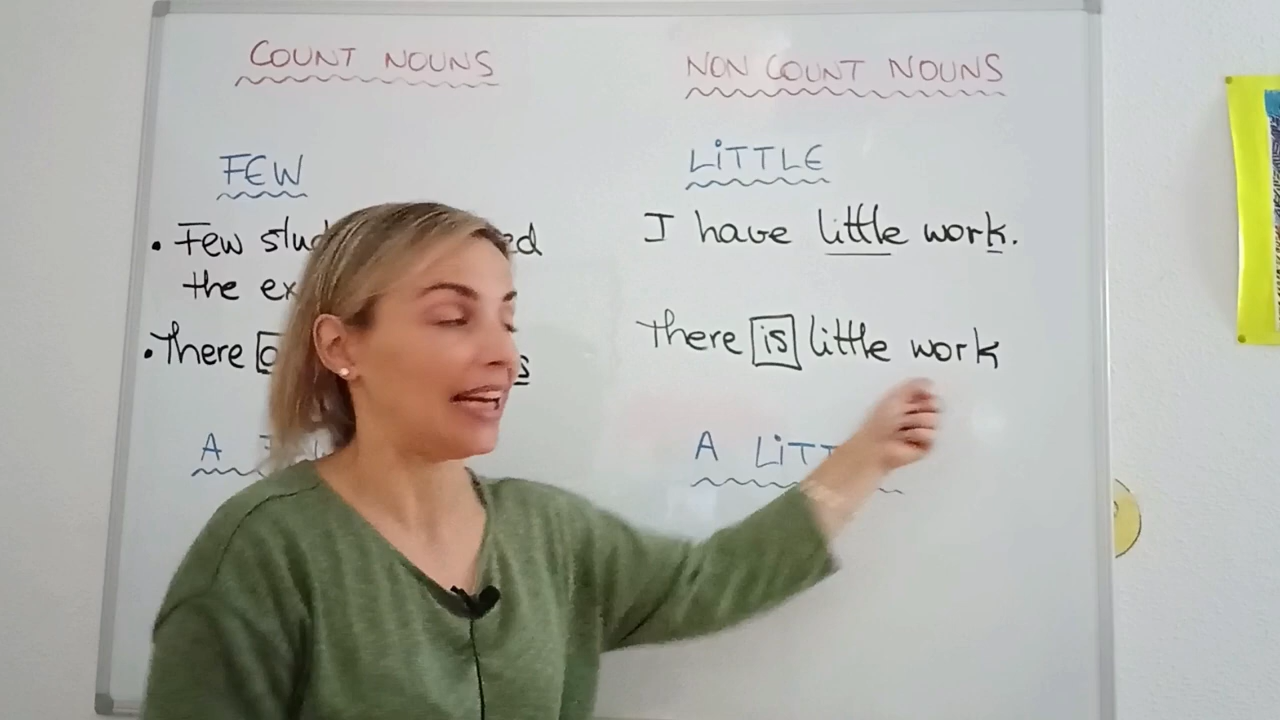 COUNT NOUNS
NON COUNT NOUNS
FEW
• Few
the
• There
A
LiTTLE
I have little work.
There is little work
A